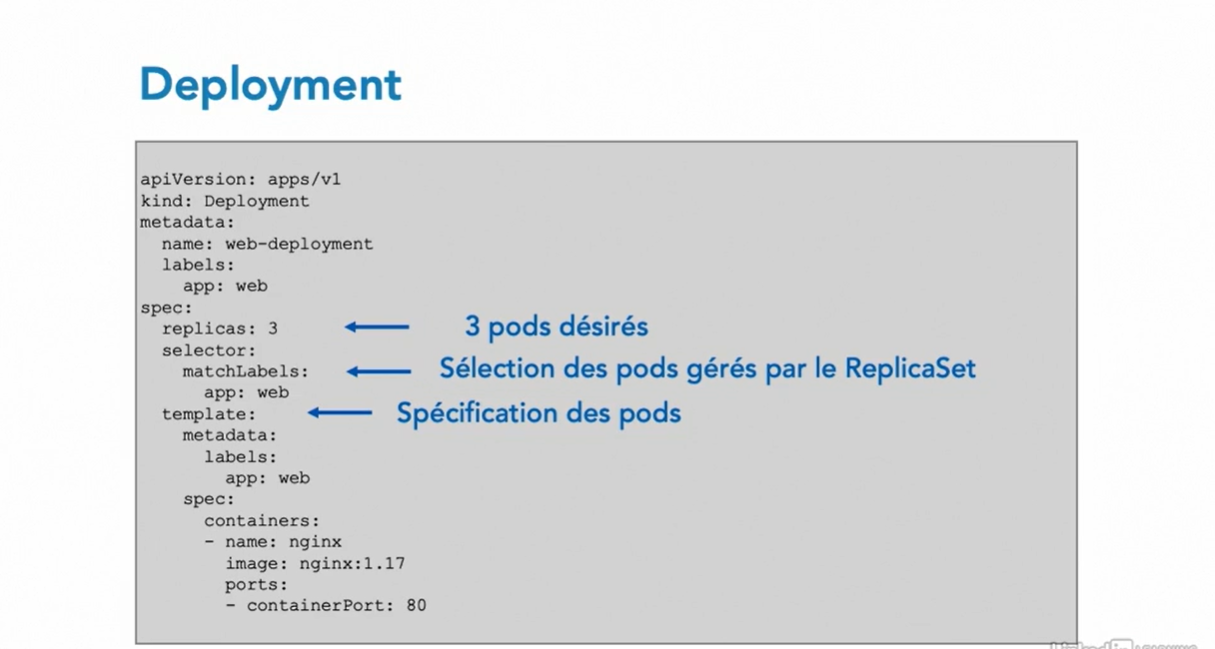 Deployment
apiVersion: apps/v1
kind: Deployment
metadata:
  name: web-deployment
  labels:
    app: web
spec:
  replicas: 3 3 pods désirés
  selector:
    matchLabels: Sélection des pods gérés par le ReplicaSet
      app: web
  template: Spécification des pods
    metadata:
      labels:
        app: web
    spec:
      containers:
      - name: nginx
        image: nginx:1.17
        ports:
        - containerPort: 80